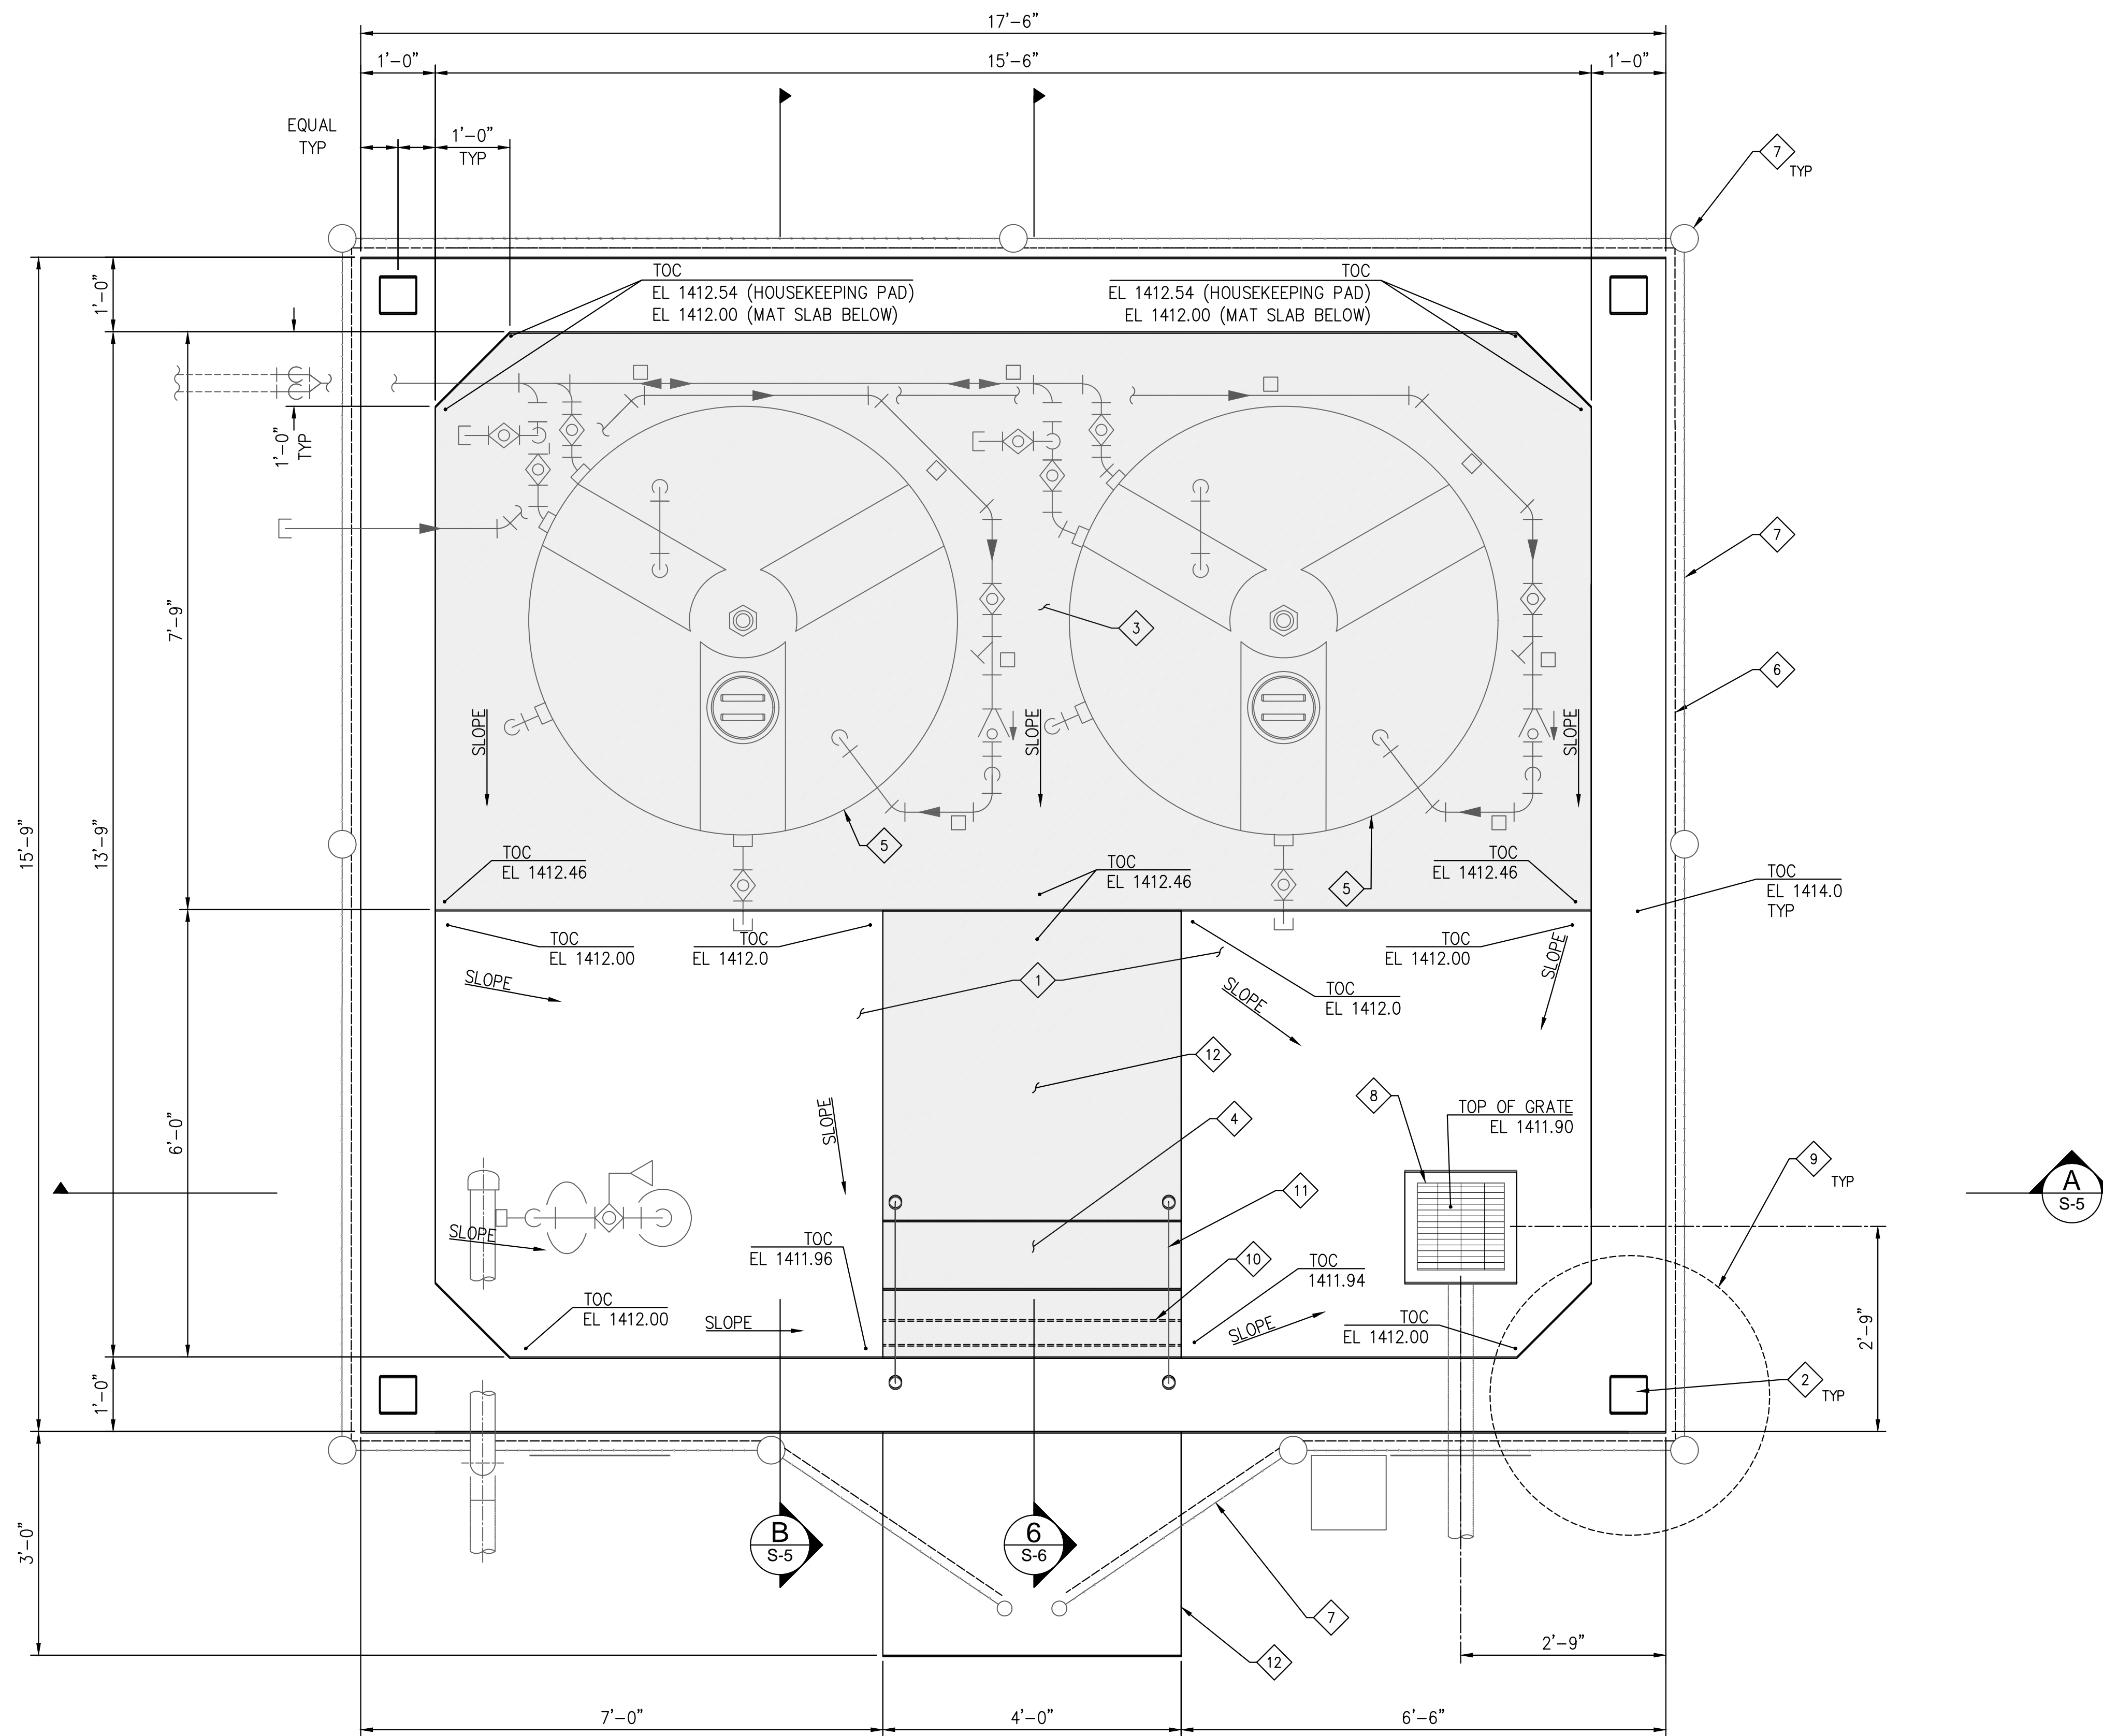 17'-6"
1'-0"
15'-6"
1'-0"
EQUAL
TYP
1'-0"
TYP
7
TYP
1'-0"
TOC
EL 1412.54 (HOUSEKEEPING PAD)
EL 1412.00 (MAT SLAB BELOW)
TOC
EL 1412.54 (HOUSEKEEPING PAD)
EL 1412.00 (MAT SLAB BELOW)
1'-0"
TYP
7
7'-9"
3
6
SLOPE
SLOPE
SLOPE
15'-9"
13'-9"
5
5
TOC
EL 1412.46
TOC
EL 1412.46
TOC
EL 1412.46
TOC
EL 1414.0
TYP
TOC
EL 1412.00
TOC
EL 1412.0
TOC
EL 1412.00
SLOPE
SLOPE
1
SLOPE
TOC
EL 1412.0
12
8
TOP OF GRATE
EL 1411.90
4
SLOPE
6'-0"
9
TYP
11
A
S-5
SLOPE
TOC
EL 1411.96
10
TOC
1411.94
TOC
EL 1412.00
SLOPE
SLOPE
TOC
EL 1412.00
2'-9"
1'-0"
2
TYP
B
S-5
6
S-6
3'-0"
7
12
2'-9"
7'-0"
4'-0"
6'-6"